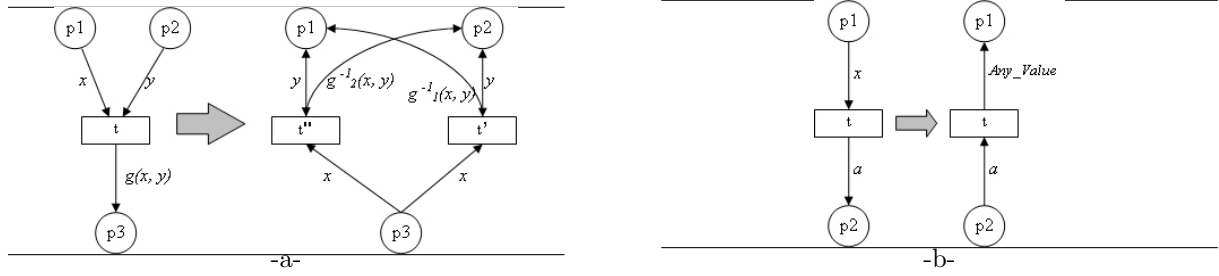 p1 p2 p1 p2
x y y g⁻¹₂(x, y) g⁻¹₁(x, y) y
t t" t'
g(x, y) x x
p3 p3
-a-
p1 p1
x Any_Value
t t
a a
p2 p2
-b-